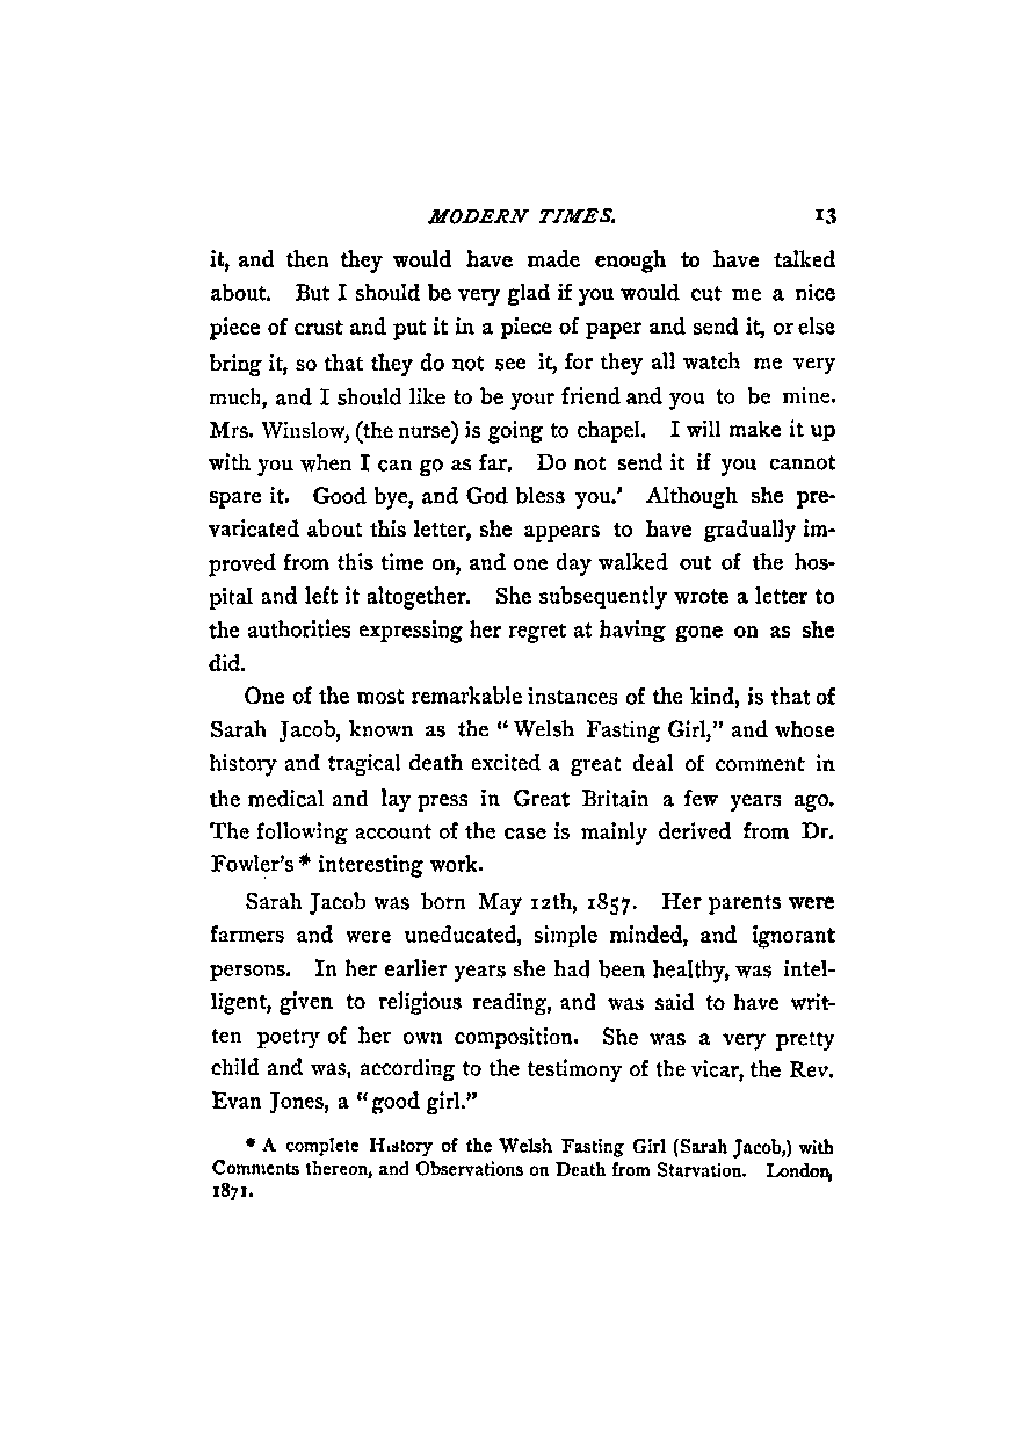 MODERN TIMES. 13
it, and then they would have made enough to have talked
about. But I should be very glad if you would cut me a nice
piece of crust and put it in a piece of paper and send it, or else
bring it, so that they do not see it, for they all watch me very
much, and I should like to be your friend and you to be mine.
Mrs. Winslow, (the nurse) is going to chapel. I will make it up
with you when I can go as far. Do not send it if you cannot
spare it. Good bye, and God bless you.' Although she pre-
varicated about this letter, she appears to have gradually im-
proved from this time on, and one day walked out of the hos-
pital and left it altogether. She subsequently wrote a letter to
the authorities expressing her regret at having gone on as she
did.
One of the most remarkable instances of the kind, is that of
Sarah Jacob, known as the "Welsh Fasting Girl," and whose
history and tragical death excited a great deal of comment in
the medical and lay press in Great Britain a few years ago.
The following account of the case is mainly derived from Dr.
Fowler's * interesting work.
Sarah Jacob was born May 12th, 1857. Her parents were
farmers and were uneducated, simple minded, and ignorant
persons. In her earlier years she had been healthy, was intel-
ligent, given to religious reading, and was said to have writ-
ten poetry of her own composition. She was a very pretty
child and was, according to the testimony of the vicar, the Rev.
Evan Jones, a "good girl."
* A complete History of the Welsh Fasting Girl (Sarah Jacob,) with
Comments thereon, and Observations on Death from Starvation. London,
1871.